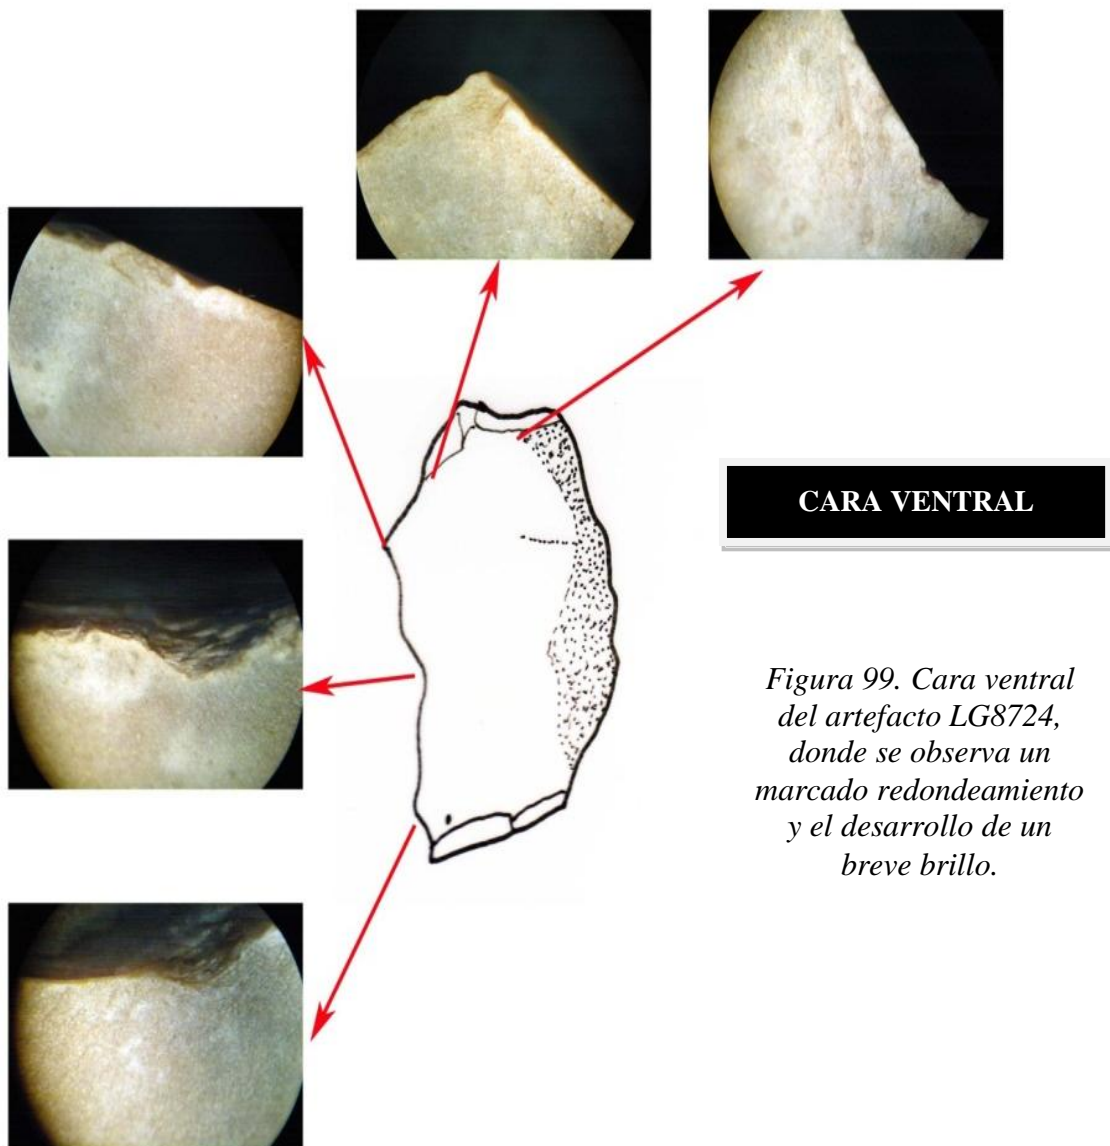 CARA VENTRAL
Figura 99. Cara ventral
del artefacto LG8724,
donde se observa un
marcado redondeamiento
y el desarrollo de un
breve brillo.